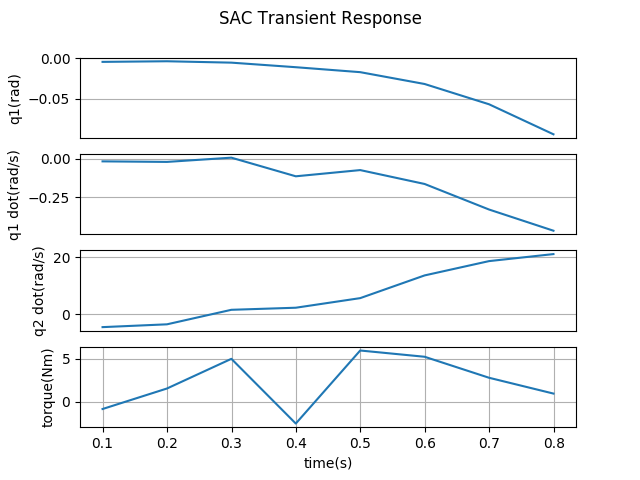 SAC Transient Response
0.00
−0.05
q1(rad)
0.00
−0.25
q1 dot(rad/s)
20
0
q2 dot(rad/s)
5
0
torque(Nm)
0.1 0.2 0.3 0.4 0.5 0.6 0.7 0.8
time(s)